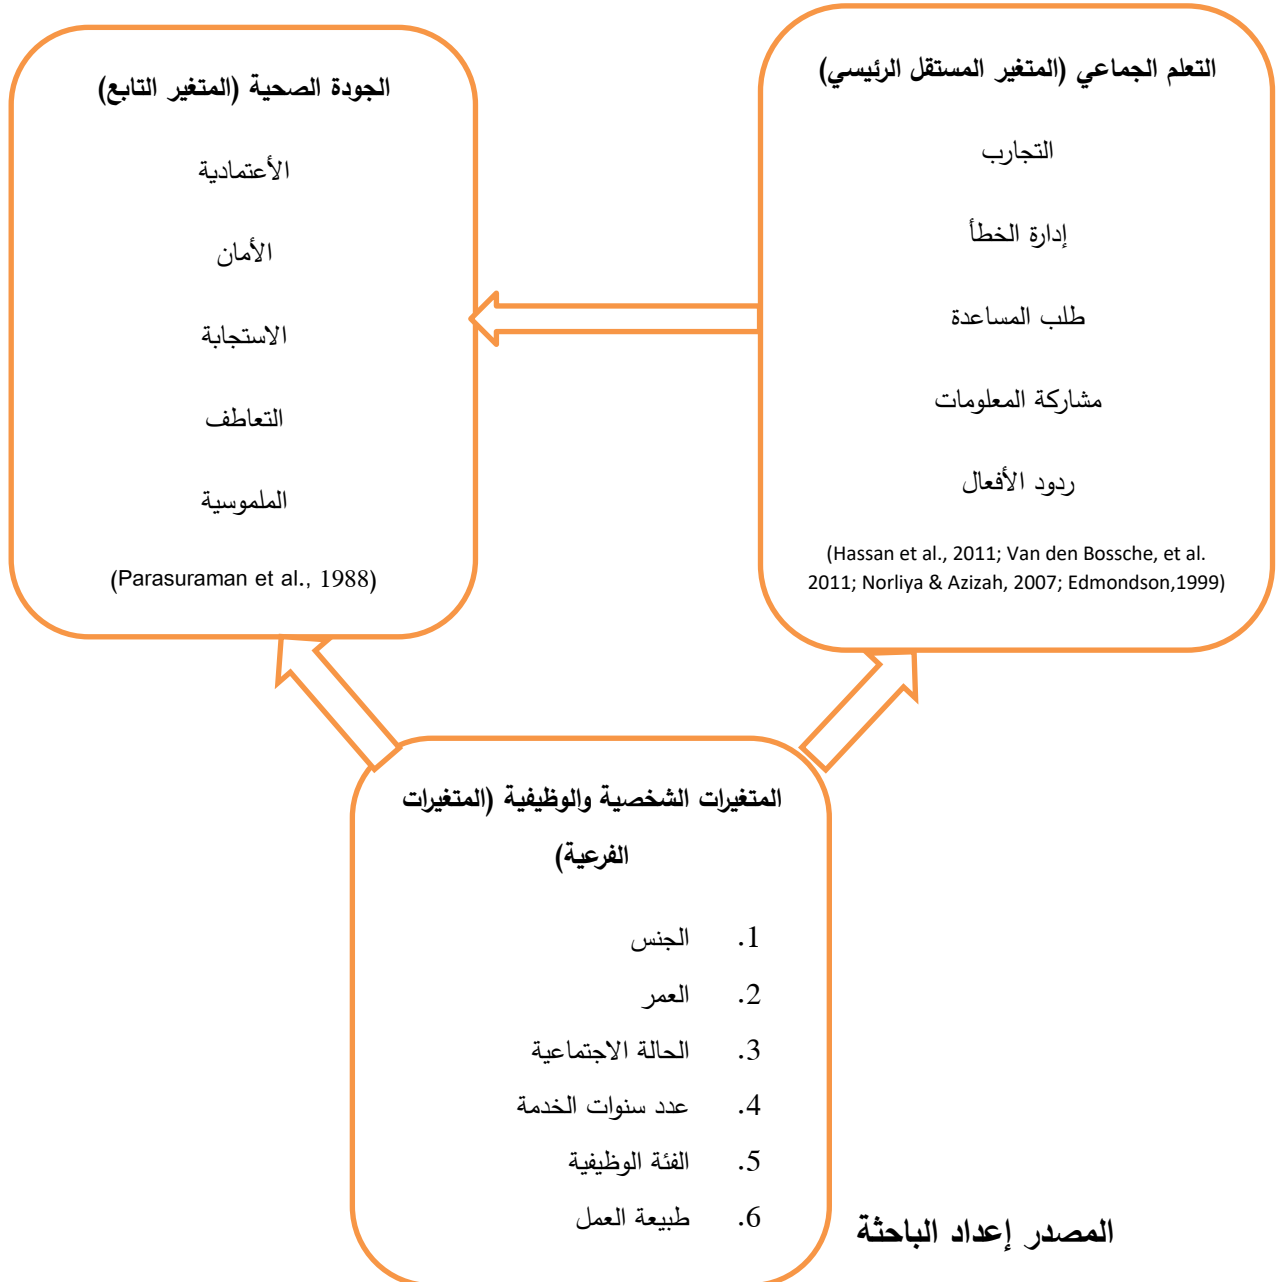 التعلم الجماعي (المتغير المستقل الرئيسي)
التجارب
إدارة الخطأ
طلب المساعدة
مشاركة المعلومات
ردود الأفعال
(Hassan et al., 2011; Van den Bossche, et al.
2011; Norliya & Azizah, 2007; Edmondson,1999)
الجودة الصحية (المتغير التابع)
الأعتمادية
الأمان
الاستجابة
التعاطف
الملموسية
(Parasuraman et al., 1988)
المتغيرات الشخصية والوظيفية (المتغيرات
الفرعية)
1. الجنس
2. العمر
3. الحالة الاجتماعية
4. عدد سنوات الخدمة
5. الفئة الوظيفية
6. طبيعة العمل
المصدر إعداد الباحثة